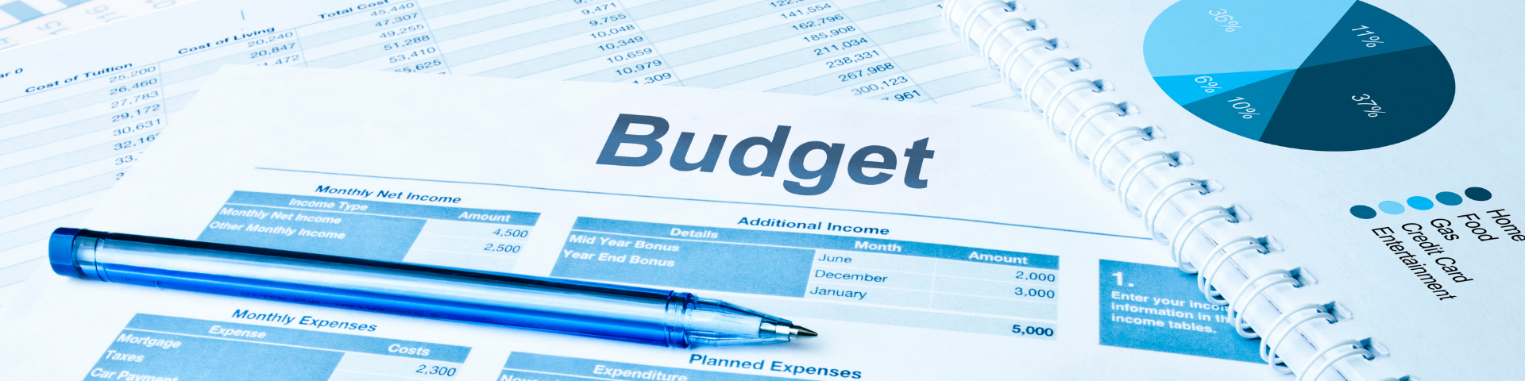 Total Cost
Cost of Living
Cost of Tuition
45,440
47,307
49,255
51,288
53,410
20,240
20,847
25,200
26,460
27,783
29,172
30,631
9,471
9,755
10,048
10,349
10,659
10,979
141,554
162,796
185,908
211,034
238,331
267,968
300,123
Budget
Monthly Net Income
Income Type Amount
Monthly Net Income 4,500
Other Monthly Income 2,500
Additional Income
Details Month Amount
Mid Year Bonus June 2,000
Year End Bonus December 3,000
January
5,000
1.
Enter your
information in
income tables.
Monthly Expenses
Expense Costs
Mortgage 2,300
Taxes
Car Payment
Planned Expenses
Expenditure
36%
11%
6%
10%
37%
Home
Food
Gas
Credit Card
Entertainment